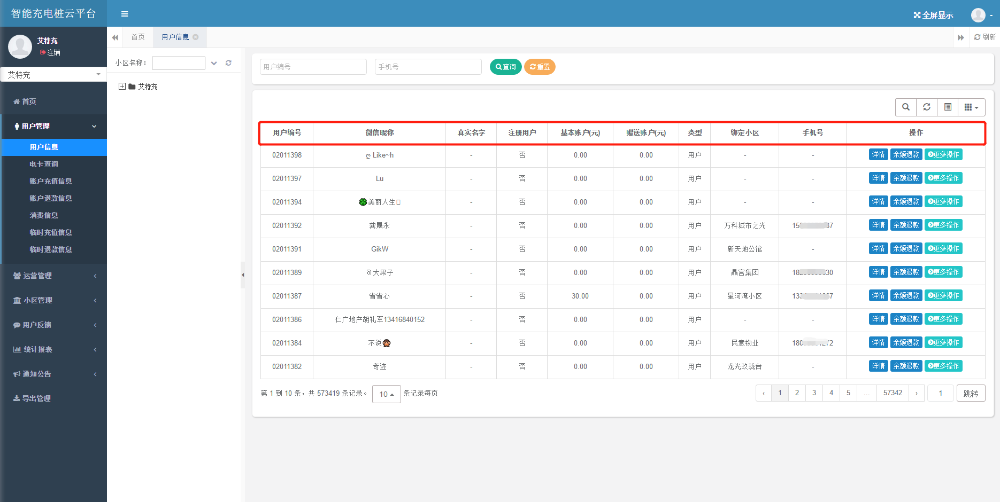 智能充电桩云平台
全屏显示
-
艾特充
注销
艾特充
首页
用户管理
用户信息
电卡查询
账户充值信息
账户退款信息
消费信息
临时充值信息
临时退款信息
运营管理
小区管理
用户反馈
统计报表
通知公告
导出管理
首页 用户信息 刷新
小区名称：
艾特充
用户编号 手机号 查询 重置
用户编号 微信昵称 真实名字 注册用户 基本账户(元) 赠送账户(元) 类型 绑定小区 手机号 操作
02011398 ღ Like~h - 否 0.00 0.00 用户 - - 详情 余额退款 更多操作
02011397 Lu - 否 0.00 0.00 用户 - - 详情 余额退款 更多操作
02011394 🍀美丽人生 - 否 0.00 0.00 用户 - - 详情 余额退款 更多操作
02011392 龚晟永 - 否 0.00 0.00 用户 万科城市之光 详情 余额退款 更多操作
02011391 GikW - 否 0.00 0.00 用户 新天地公馆 - 详情 余额退款 更多操作
02011389 @大果子 - 否 0.00 0.00 用户 晶宫集团 详情 余额退款 更多操作
02011387 省省心 - 否 30.00 0.00 用户 星河湾小区 详情 余额退款 更多操作
02011386 仁广地产胡礼军13416840152 - 否 0.00 0.00 用户 - - 详情 余额退款 更多操作
02011384 不说🙊 - 否 0.00 0.00 用户 民意物业 详情 余额退款 更多操作
02011382 奇迹 - 否 0.00 0.00 用户 龙光玖珑台 - 详情 余额退款 更多操作
第 1 到 10 条，共 573419 条记录。 10 条记录每页 ‹ 1 2 3 4 5 ... 57342 › 1 跳转